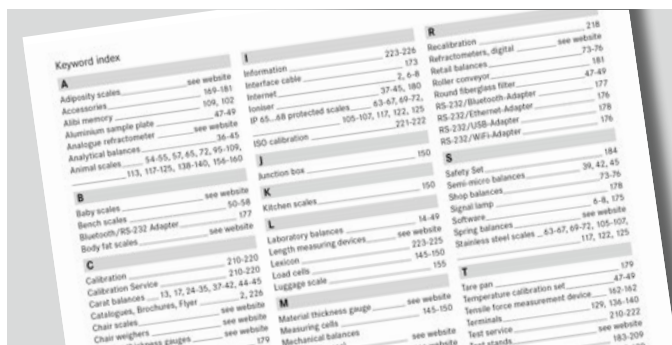 Keyword index
A
Adiposity scales see website
Accessories 169-181
Alibi memory 109, 102
Aluminium sample plate 47-49
Analogue refractometer see website
Analytical balances 36-45
Animal scales 54-55, 57, 65, 72, 95-109,
113, 117-125, 138-140, 156-160
B
Baby scales see website
Bench scales 50-58
Bluetooth/RS-232 Adapter 177
Body fat scales see website
C
Calibration 210-220
Calibration Service 210-220
Carat balances 13, 17, 24-35, 37-42, 44-45
Catalogues, Brochures, Flyer 2, 226
Chair scales see website
Chair weighers see website
thickness gauges see website
179
I
Information 223-226
Interface cable 173
Internet 2, 6-8
Ioniser 37-45, 180
IP 65...68 protected scales 63-67, 69-72,
105-107, 117, 122, 125
ISO calibration 221-222
J
Junction box 150
K
Kitchen scales 150
L
Laboratory balances 14-49
Length measuring devices see website
Lexicon 223-225
Load cells 145-150
Luggage scale 155
M
Material thickness gauge see website
Measuring cells 145-150
Mechanical balances
see website
R
Recalibration 218
Refractometers, digital see website
Retail balances 73-76
Roller conveyor 181
Round fiberglass filter 47-49
RS-232/Bluetooth-Adapter 177
RS-232/Ethernet-Adapter 176
RS-232/USB-Adapter 178
RS-232/WiFi-Adapter 176
S
Safety Set 184
Semi-micro balances 39, 42, 45
Shop balances 73-76
Signal lamp 178
Software 6-8, 175
Spring balances see website
Stainless steel scales 63-67, 69-72, 105-107,
117, 122, 125
T
Tare pan 179
Temperature calibration set 47-49
Tensile force measurement device 162-162
Terminals 129, 136-140
Test service 210-222
Test stands see website
183-209